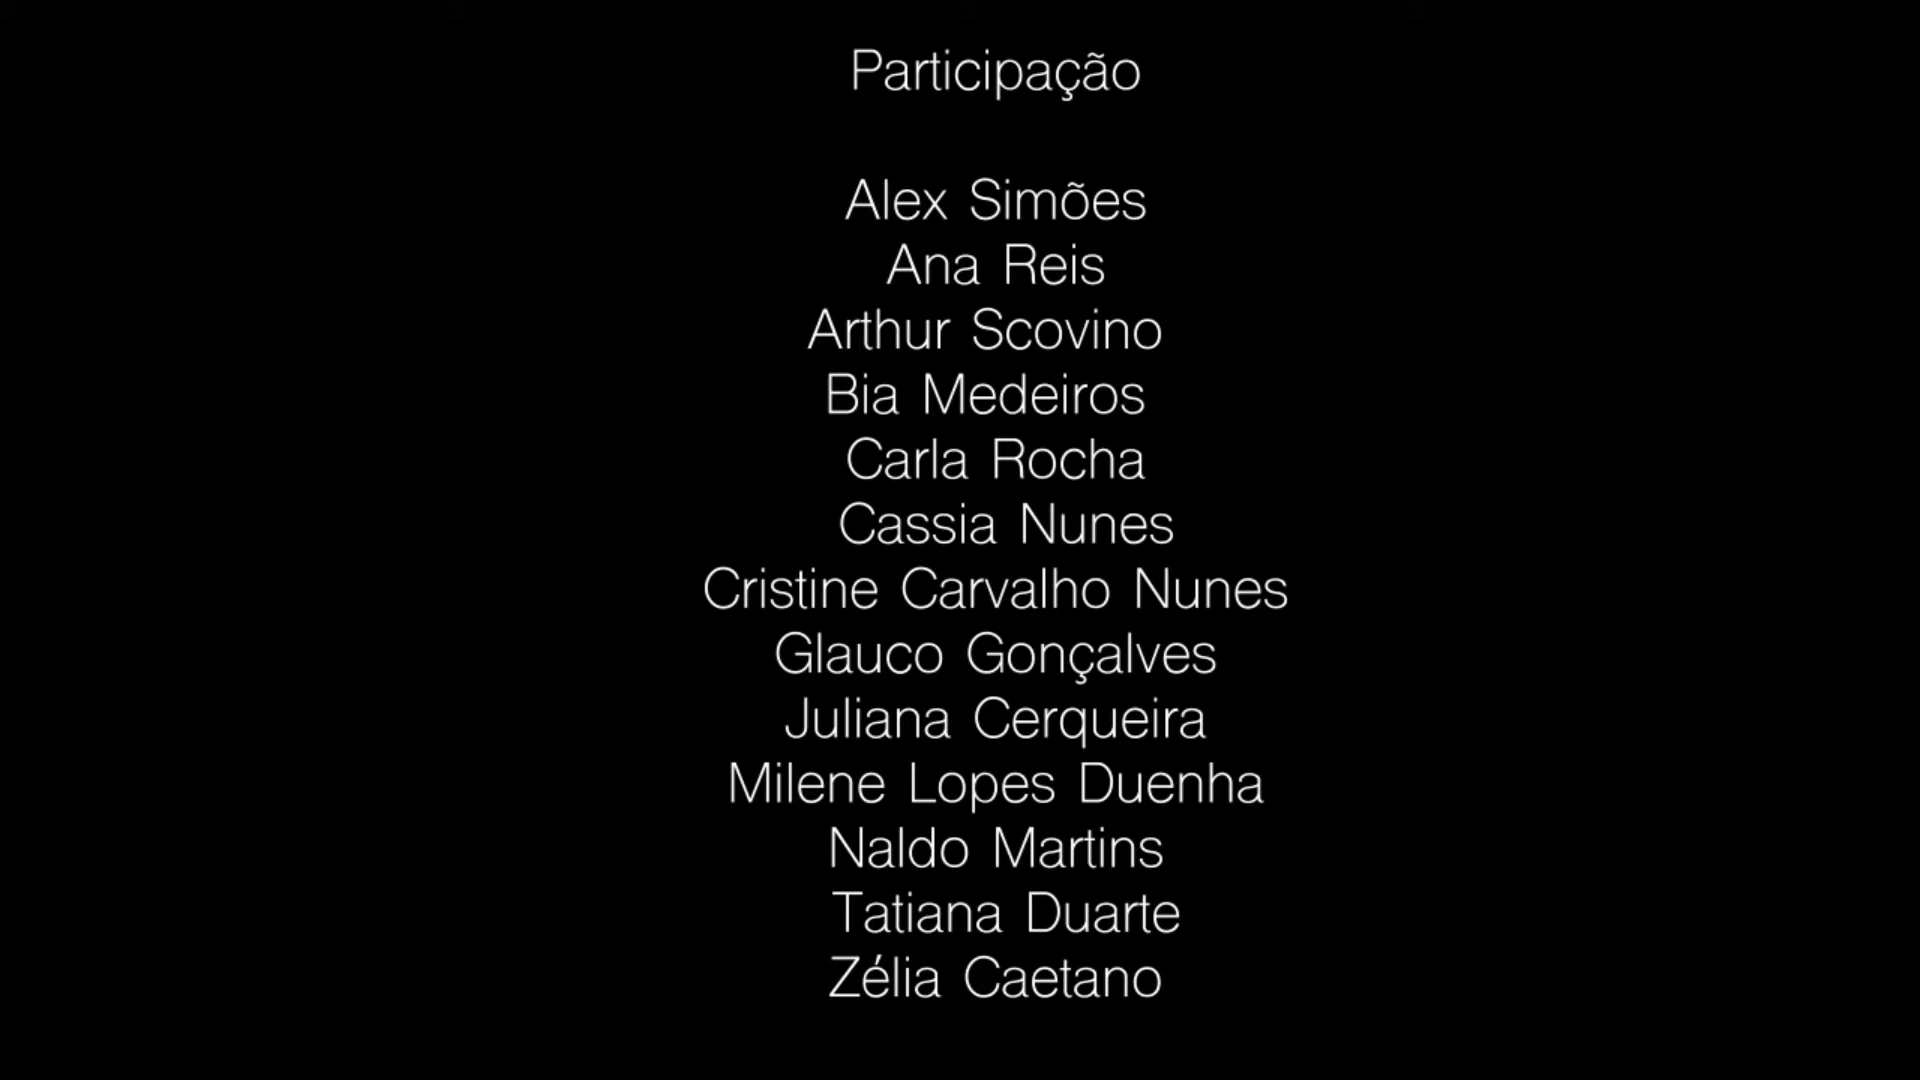 Participação
Alex Simões
Ana Reis
Arthur Scovino
Bia Medeiros
Carla Rocha
Cassia Nunes
Cristine Carvalho Nunes
Glauco Gonçalves
Juliana Cerqueira
Milene Lopes Duenha
Naldo Martins
Tatiana Duarte
Zélia Caetano